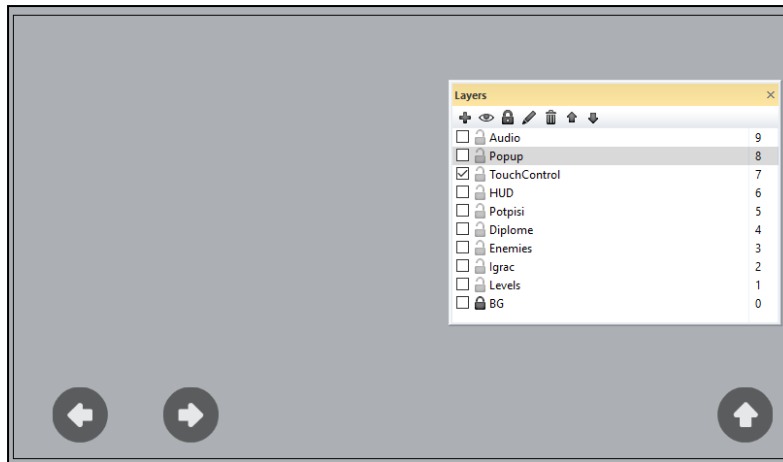 Layers
Audio 9
Popup 8
TouchControl 7
HUD 6
Potpisi 5
Diplome 4
Enemies 3
Igrac 2
Levels 1
BG 0